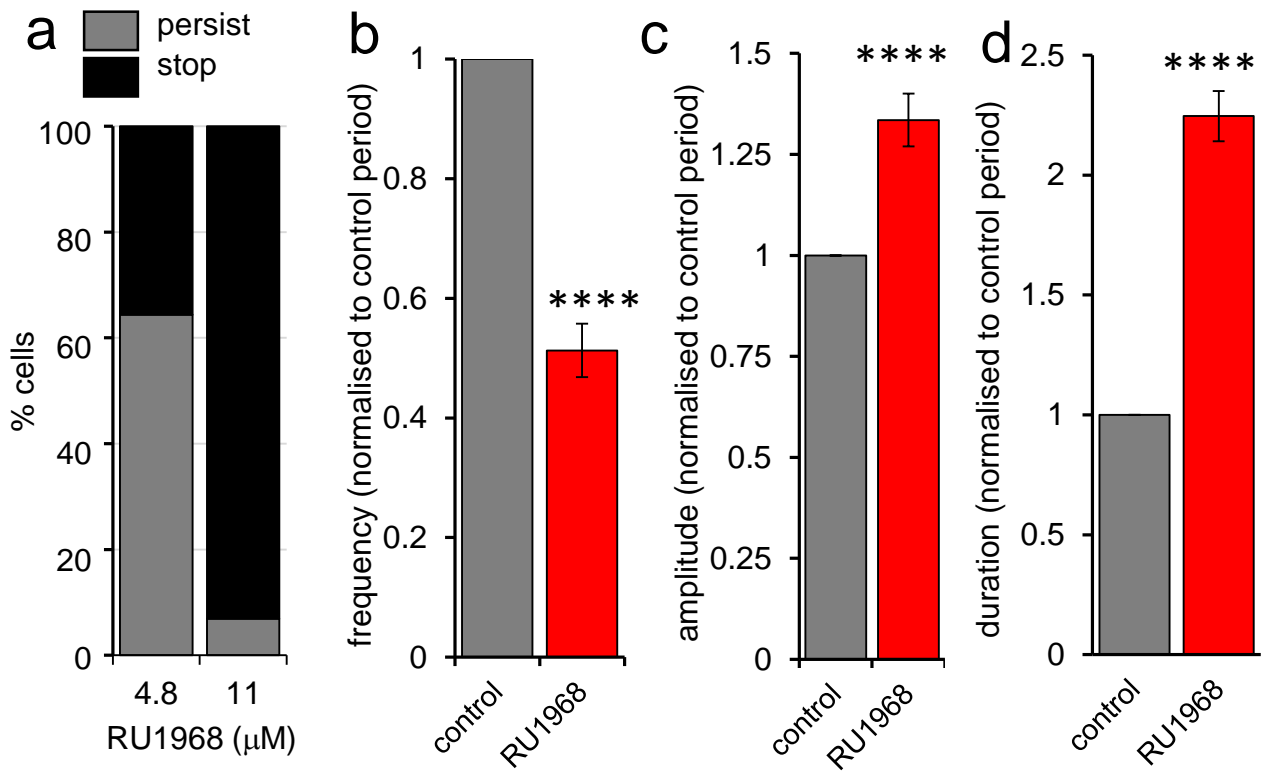 a
persist
stop
100
80
60
40
20
0
% cells
4.8
11
RU1968 (μM)
b
1
0.8
0.6
0.4
0.2
0
frequency (normalised to control period)
****
control
RU1968
c
1.5
1.25
1
0.75
0.5
0.25
0
amplitude (normalised to control period)
****
control
RU1968
d
2.5
2
1.5
1
0.5
0
duration (normalised to control period)
****
control
RU1968